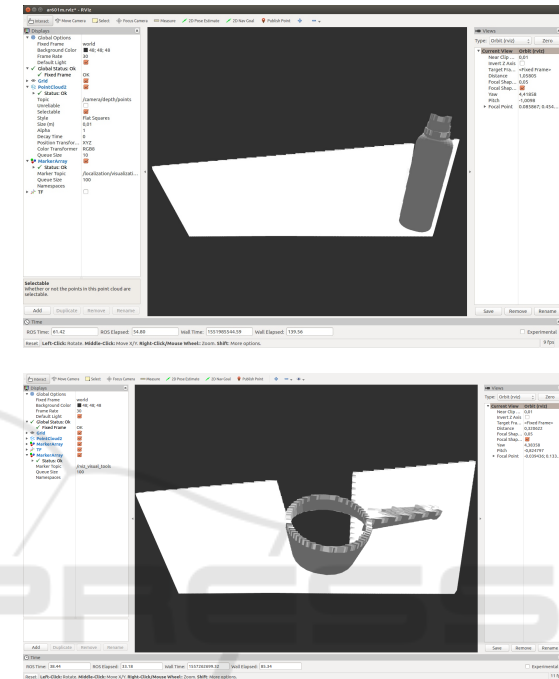 ar601m.rviz* - RViz
Interact Move Camera Select Focus Camera Measure 2D Pose Estimate 2D Nav Goal Publish Point
Displays
Global Options
Fixed Frame world
Background Color 48; 48; 48
Frame Rate 30
Default Light
Global Status: Ok
Fixed Frame OK
Grid
PointCloud2
Status: Ok
Topic /camera/depth/points
Unreliable
Selectable
Style Flat Squares
Size (m) 0,01
Alpha 1
Decay Time 0
Position Transfor... XYZ
Color Transformer RGB8
Queue Size 10
MarkerArray
Status: Ok
Marker Topic /localization/visualizati...
Queue Size 100
Namespaces
TF
Selectable
Whether or not the points in this point cloud are
selectable.
Add Duplicate Remove Rename
Views
Type: Orbit (rviz) Zero
Current View Orbit (rviz)
Near Clip ... 0,01
Invert Z Axis
Target Fra... <Fixed Frame>
Distance 1,05805
Focal Shap... 0,05
Focal Shap...
Yaw 4,41858
Pitch -1,0098
Focal Point 0.085867; 0.454...
Save Remove Rename
Time
ROS Time: 61.42 ROS Elapsed: 54.80 Wall Time: 1557985544.59 Wall Elapsed: 139.56 Experimental
Reset Left-Click: Rotate. Middle-Click: Move X/Y. Right-Click/Mouse Wheel: Zoom. Shift: More options. 9 fps
Interact Move Camera Select Focus Camera Measure 2D Pose Estimate 2D Nav Goal Publish Point
Displays
Global Options
Fixed Frame world
Background Color 48; 48; 48
Frame Rate 30
Default Light
Global Status: Ok
Fixed Frame OK
Grid
PointCloud2
MarkerArray
TF
MarkerArray
Status: Ok
Marker Topic /rviz_visual_tools
Queue Size 100
Namespaces
Add Duplicate Remove Rename
Views
Type: Orbit (rviz) Zero
Current View Orbit (rviz)
Near Clip ... 0,01
Invert Z Axis
Target Fra... <Fixed Frame>
Distance
Focal Shap... 0,05
Focal Shap...
Yaw
Pitch -0,824797
Focal Point
Save Remove Rename
Time
ROS Time: 38.44 ROS Elapsed: 33.78 Wall Time: Wall Elapsed: Experimental
Reset Left-Click: Rotate. Middle-Click: Move X/Y. Right-Click/Mouse Wheel: Zoom. Shift: More options.